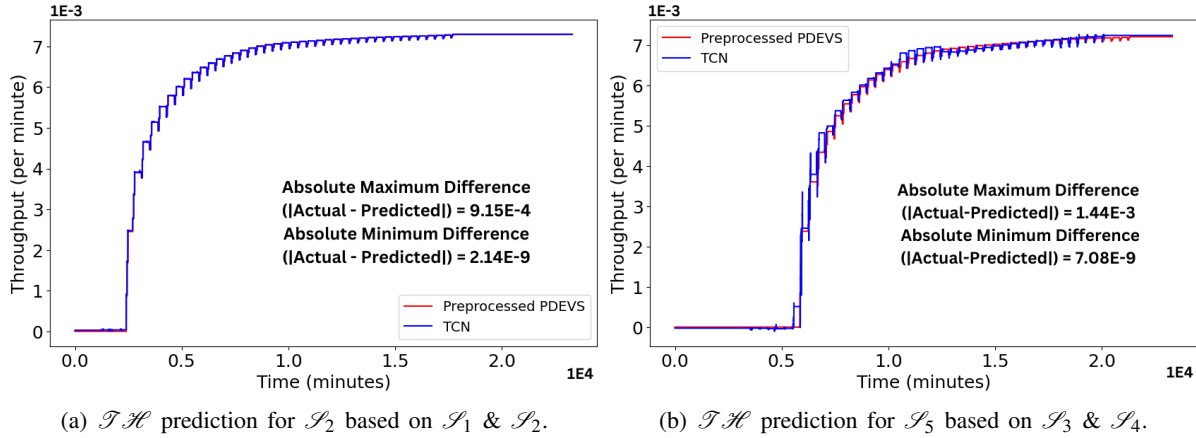 1E-3
Throughput (per minute)
7
6
5
4
3
2
1
0
Absolute Maximum Difference
(|Actual - Predicted|) = 9.15E-4
Absolute Minimum Difference
(|Actual - Predicted|) = 2.14E-9
Preprocessed PDEVS
TCN
0.0 0.5 1.0 1.5 2.0
1E4
Time (minutes)
(a) 𝒯ℋ prediction for 𝒮₂ based on 𝒮₁ & 𝒮₂.
1E-3
Throughput (per minute)
7
6
5
4
3
2
1
0
Preprocessed PDEVS
TCN
Absolute Maximum Difference
(|Actual-Predicted|) = 1.44E-3
Absolute Minimum Difference
(|Actual-Predicted|) = 7.08E-9
0.0 0.5 1.0 1.5 2.0
1E4
Time (minutes)
(b) 𝒯ℋ prediction for 𝒮₅ based on 𝒮₃ & 𝒮₄.